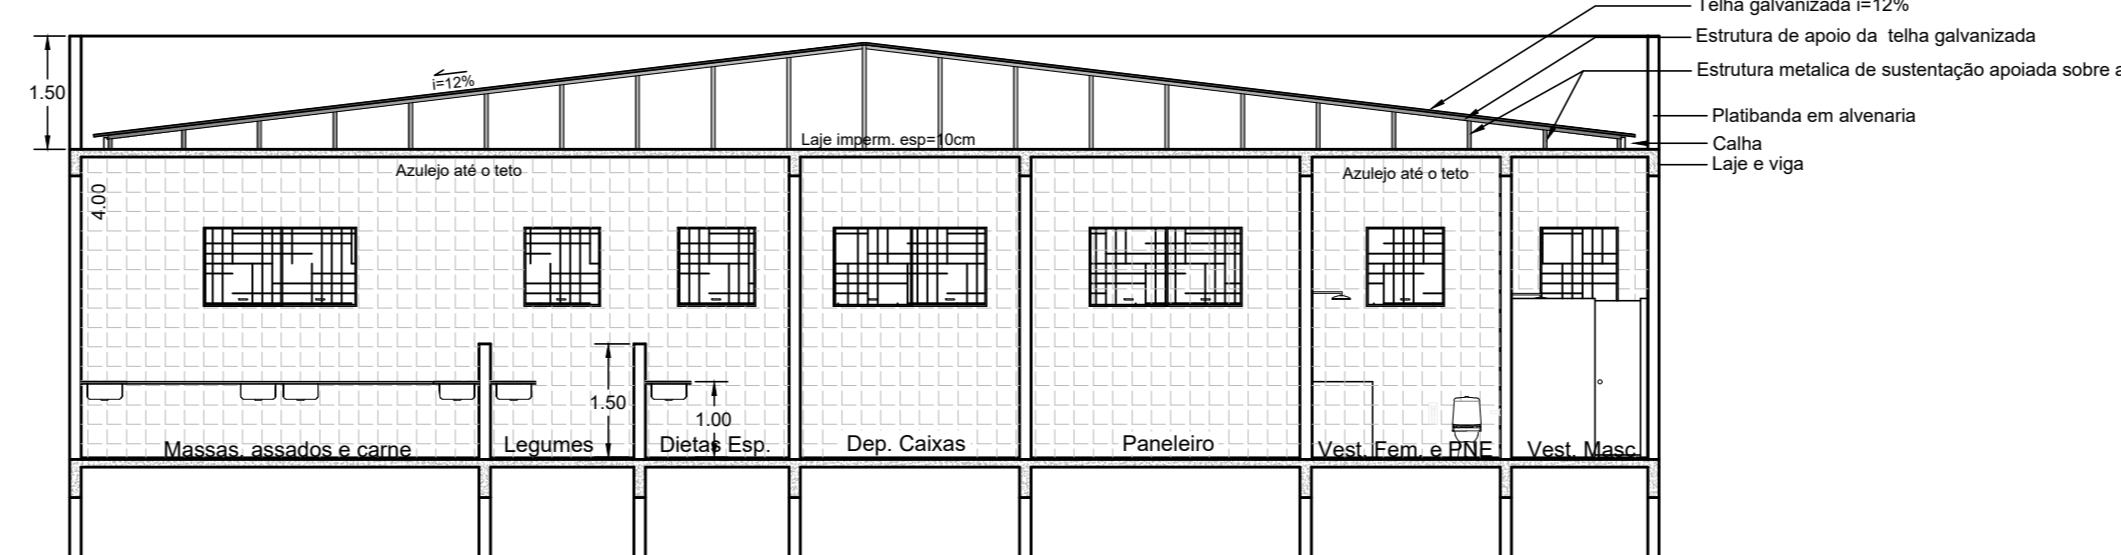 Telha galvanizada i=12%
Estrutura de apoio da telha galvanizada
Estrutura metalica de sustentação apoiada sobre a
Platibanda em alvenaria
Calha
Laje e viga
1.50
i=12%
Laje imperm. esp=10cm
Azulejo até o teto
Azulejo até o teto
4.00
1.50
1.00
Massas, assados e carne
Legumes
Dietas Esp.
Dep. Caixas
Paneleiro
Vest. Fem. e PNE
Vest. Masc.